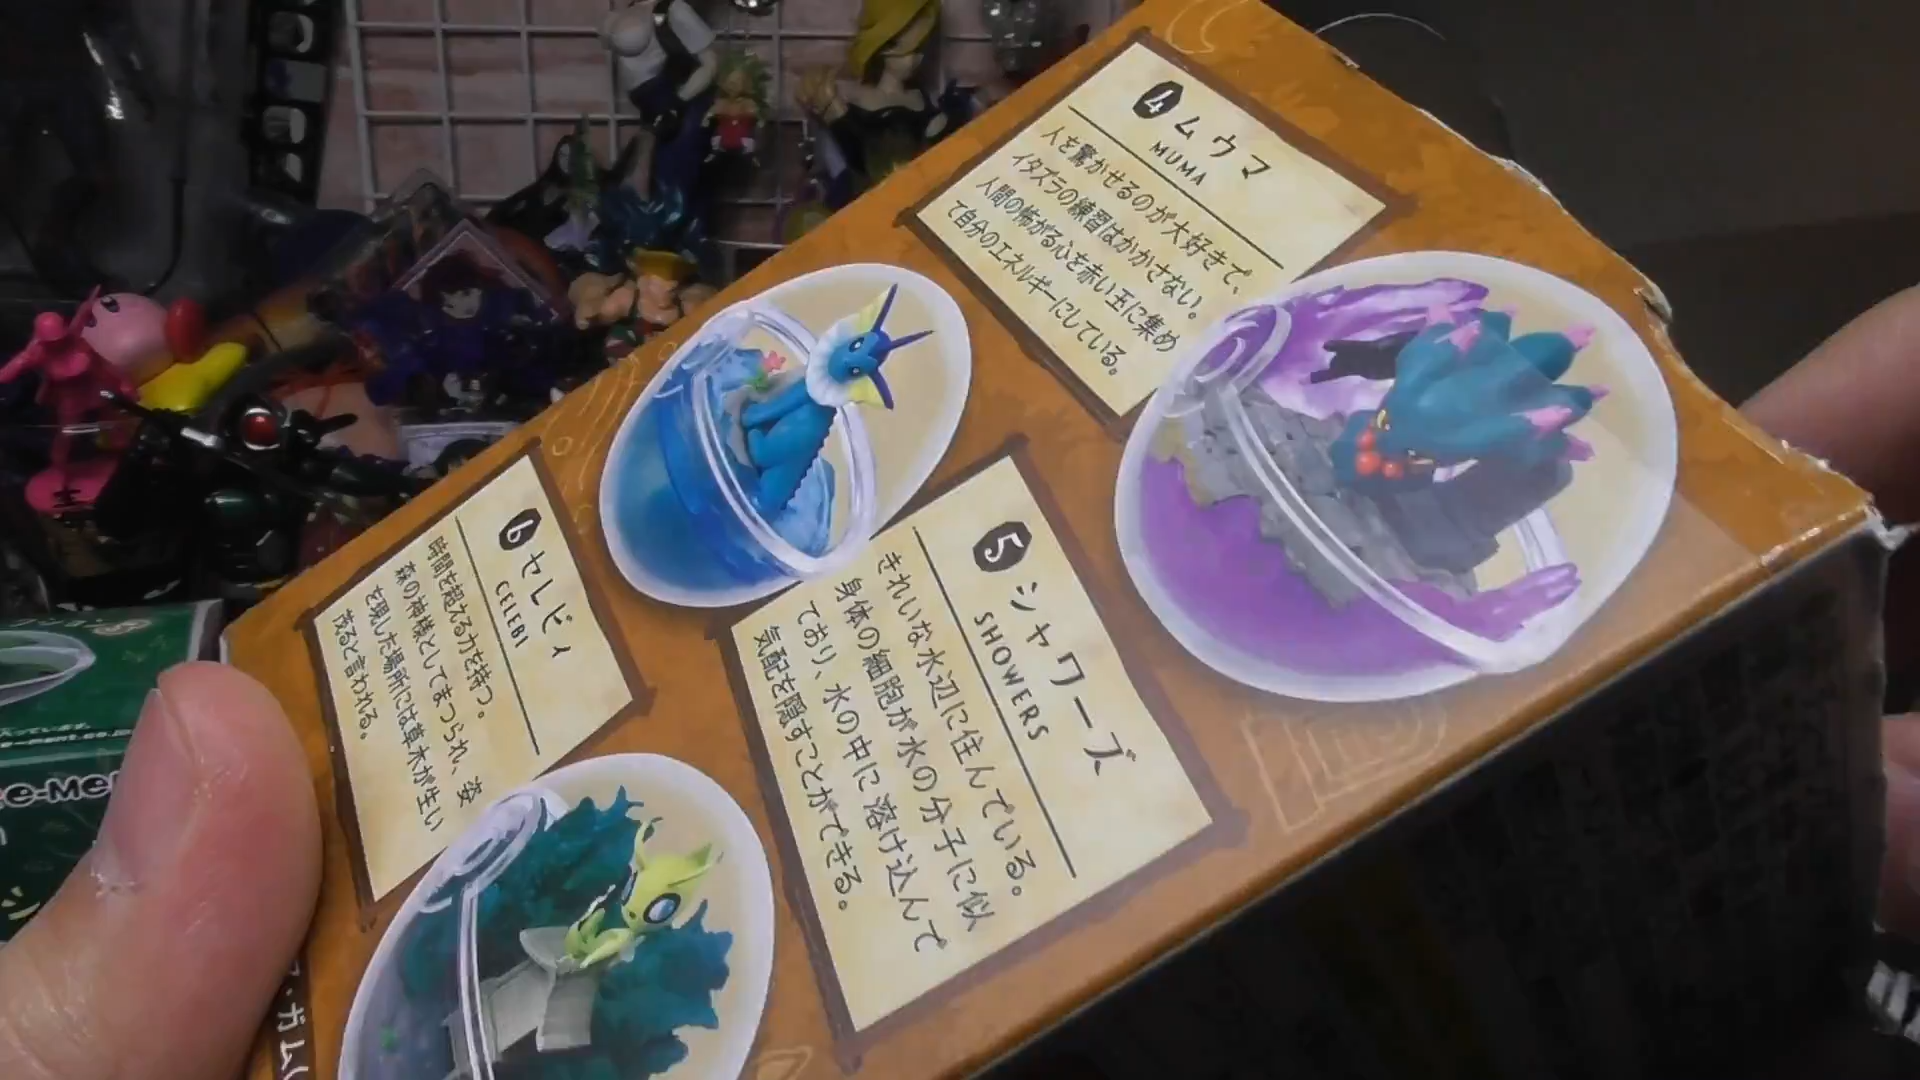 4 ムウマ
MUMA
人を驚かせるのが大好きで、
イタズラの練習はかかさない。
人間の怖がる心を赤い玉に集め
て自分のエネルギーにしている。
5 シャワーズ
SHOWERS
きれいな水辺に住んでいる。
身体の細胞が水の分子に似
ており、水の中に溶け込んで
気配を隠すことができる。
6 セレビィ
CELEBI
時間を超える力を持つ。
森の神様としてまつられ、姿
を現した場所には草木が生い
茂ると言われる。